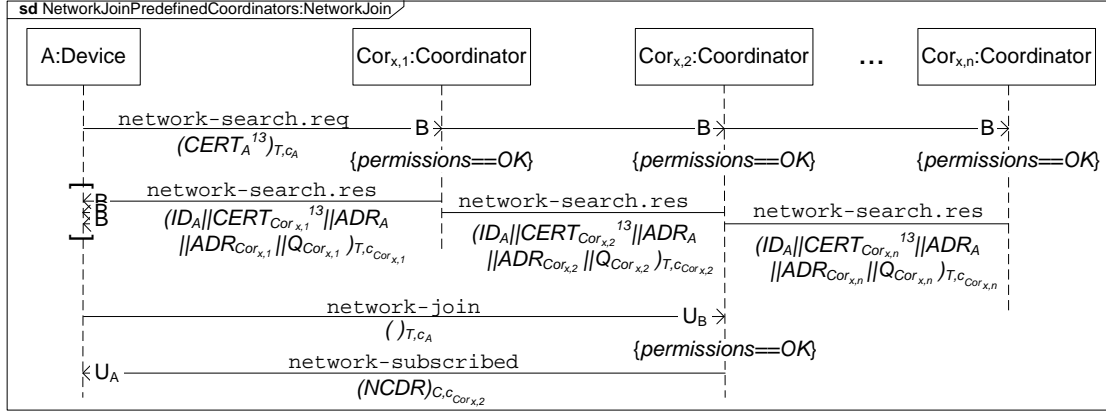 sd NetworkJoinPredefinedCoordinators:NetworkJoin
A:Device
Corx,1:Coordinator
Corx,2:Coordinator
...
Corx,n:Coordinator
network-search.req
B
B
B
(CERTA13)T,cA
{permissions==OK}
{permissions==OK}
{permissions==OK}
network-search.res
B
B
B
(IDA||CERTCorx,113||ADRA
||ADRCorx,1||QCorx,1)T,cCorx,1
network-search.res
(IDA||CERTCorx,213||ADRA
||ADRCorx,2||QCorx,2)T,cCorx,2
network-search.res
(IDA||CERTCorx,n13||ADRA
||ADRCorx,n||QCorx,n)T,cCorx,n
network-join
UB
( )T,cA
{permissions==OK}
network-subscribed
UA
(NCDR)C,cCorx,2